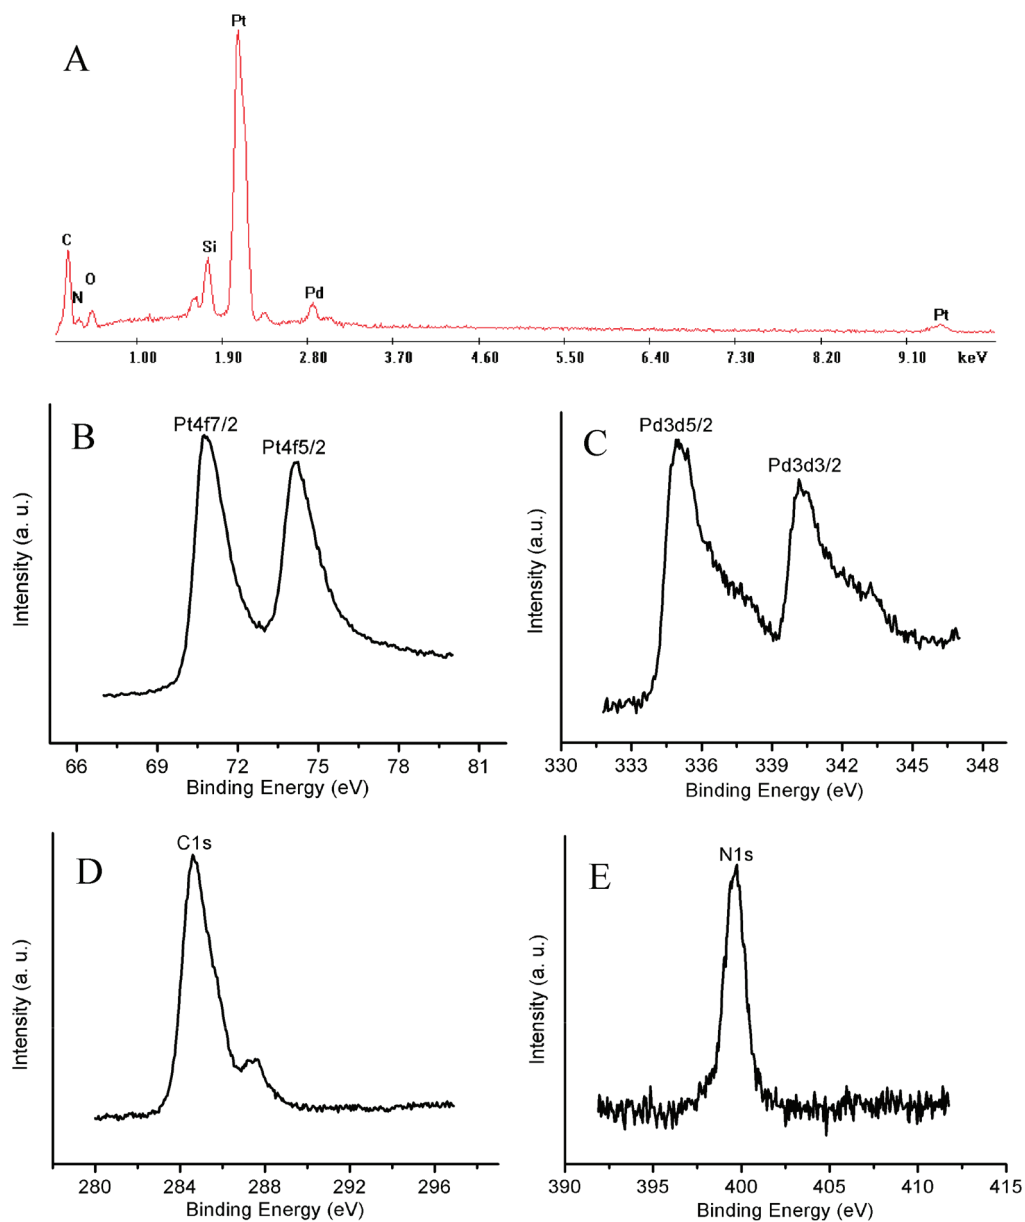 Pt
A
C
Si
O
N
Pd
Pt
1.00 1.90 2.80 3.70 4.60 5.50 6.40 7.30 8.20 9.10 keV
B
Pt4f7/2
Pt4f5/2
Intensity (a. u.)
66 69 72 75 78 81
Binding Energy (eV)
C
Pd3d5/2
Pd3d3/2
Intensity (a.u.)
330 333 336 339 342 345 348
Binding Energy (eV)
D
C1s
Intensity (a. u.)
280 284 288 292 296
Binding Energy (eV)
E
N1s
Intensity (a. u.)
390 395 400 405 410 415
Binding Energy (eV)